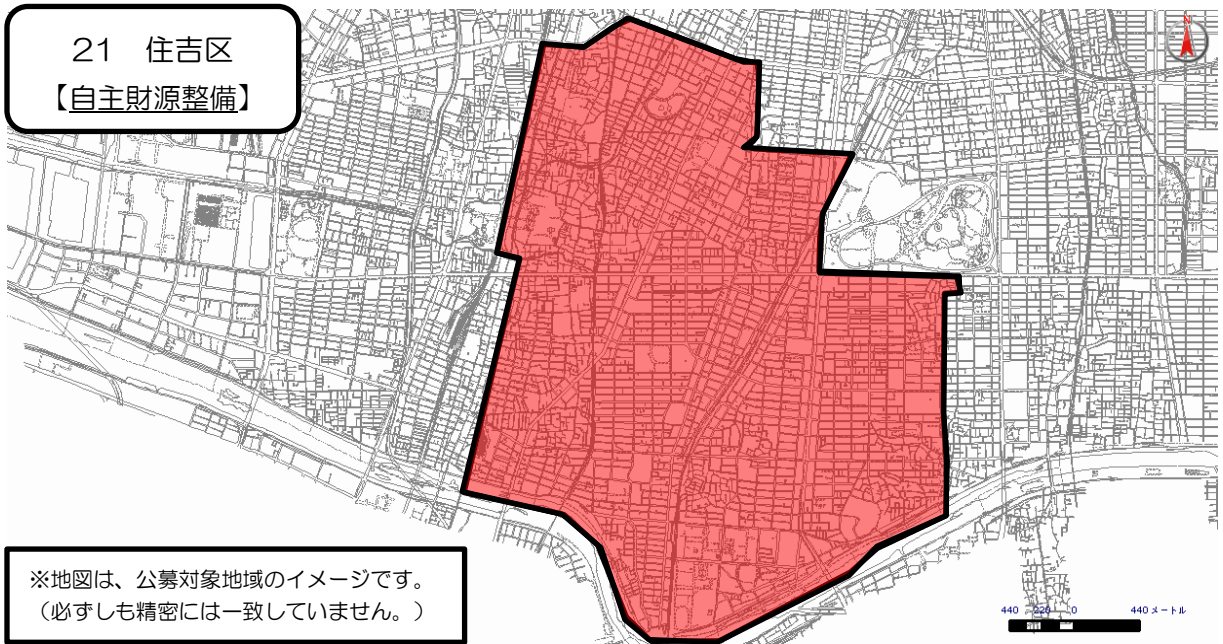 21 住吉区
【自主財源整備】
N
※地図は、公募対象地域のイメージです。
（必ずしも精密には一致していません。）
440 220 0 440 メートル